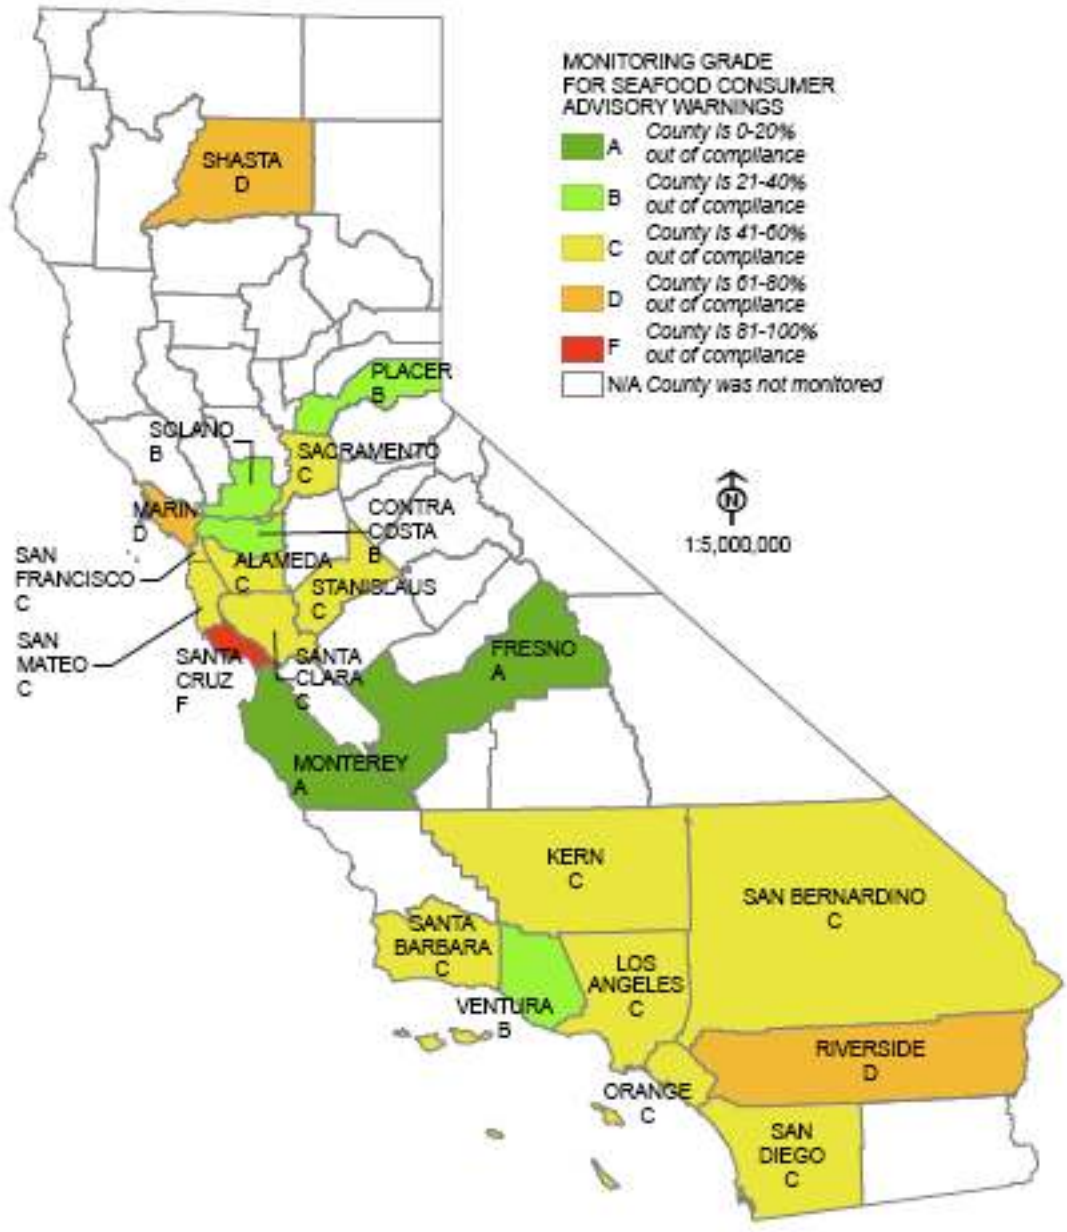 MONITORING GRADE
FOR SEAFOOD CONSUMER
ADVISORY WARNINGS
A County is 0-20%
out of compliance
B County is 21-40%
out of compliance
C County is 41-60%
out of compliance
D County is 61-80%
out of compliance
F County is 81-100%
out of compliance
N/A County was not monitored
N
1:5,000,000
SHASTA
D
PLACER
B
SOLANO
B
SACRAMENTO
C
MARIN
D
CONTRA
COSTA
B
SAN
FRANCISCO
C
ALAMEDA
C
STANISLAUS
C
SAN
MATEO
C
SANTA
CRUZ
F
SANTA
CLARA
C
FRESNO
A
MONTEREY
A
KERN
C
SAN BERNARDINO
C
SANTA
BARBARA
C
VENTURA
B
LOS
ANGELES
C
RIVERSIDE
D
ORANGE
C
SAN
DIEGO
C